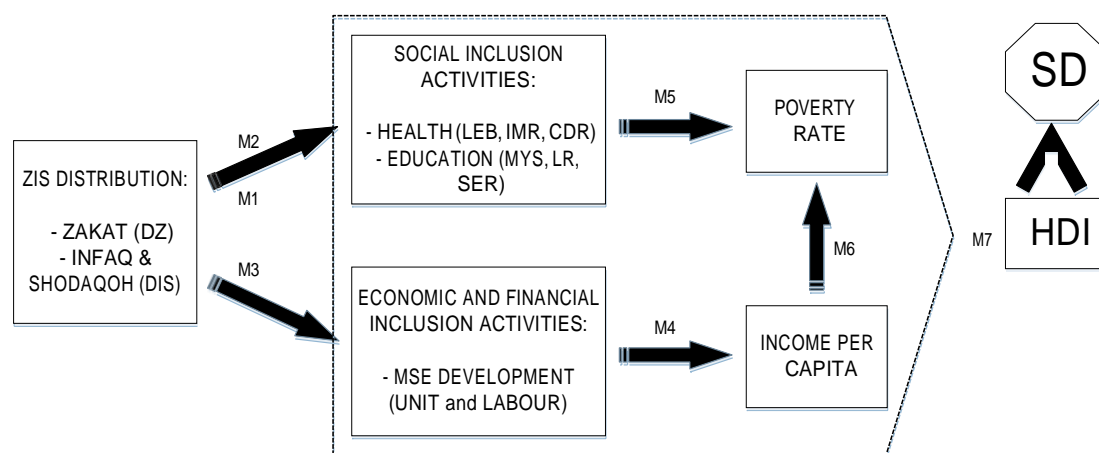 ZIS DISTRIBUTION:
- ZAKAT (DZ)
- INFAQ &
SHODAQOH (DIS)
M2
M1
M3
SOCIAL INCLUSION
ACTIVITIES:
- HEALTH (LEB, IMR, CDR)
- EDUCATION (MYS, LR,
SER)
ECONOMIC AND FINANCIAL
INCLUSION ACTIVITIES:
- MSE DEVELOPMENT
(UNIT and LABOUR)
M5
M4
POVERTY
RATE
M6
INCOME PER
CAPITA
M7
SD
HDI